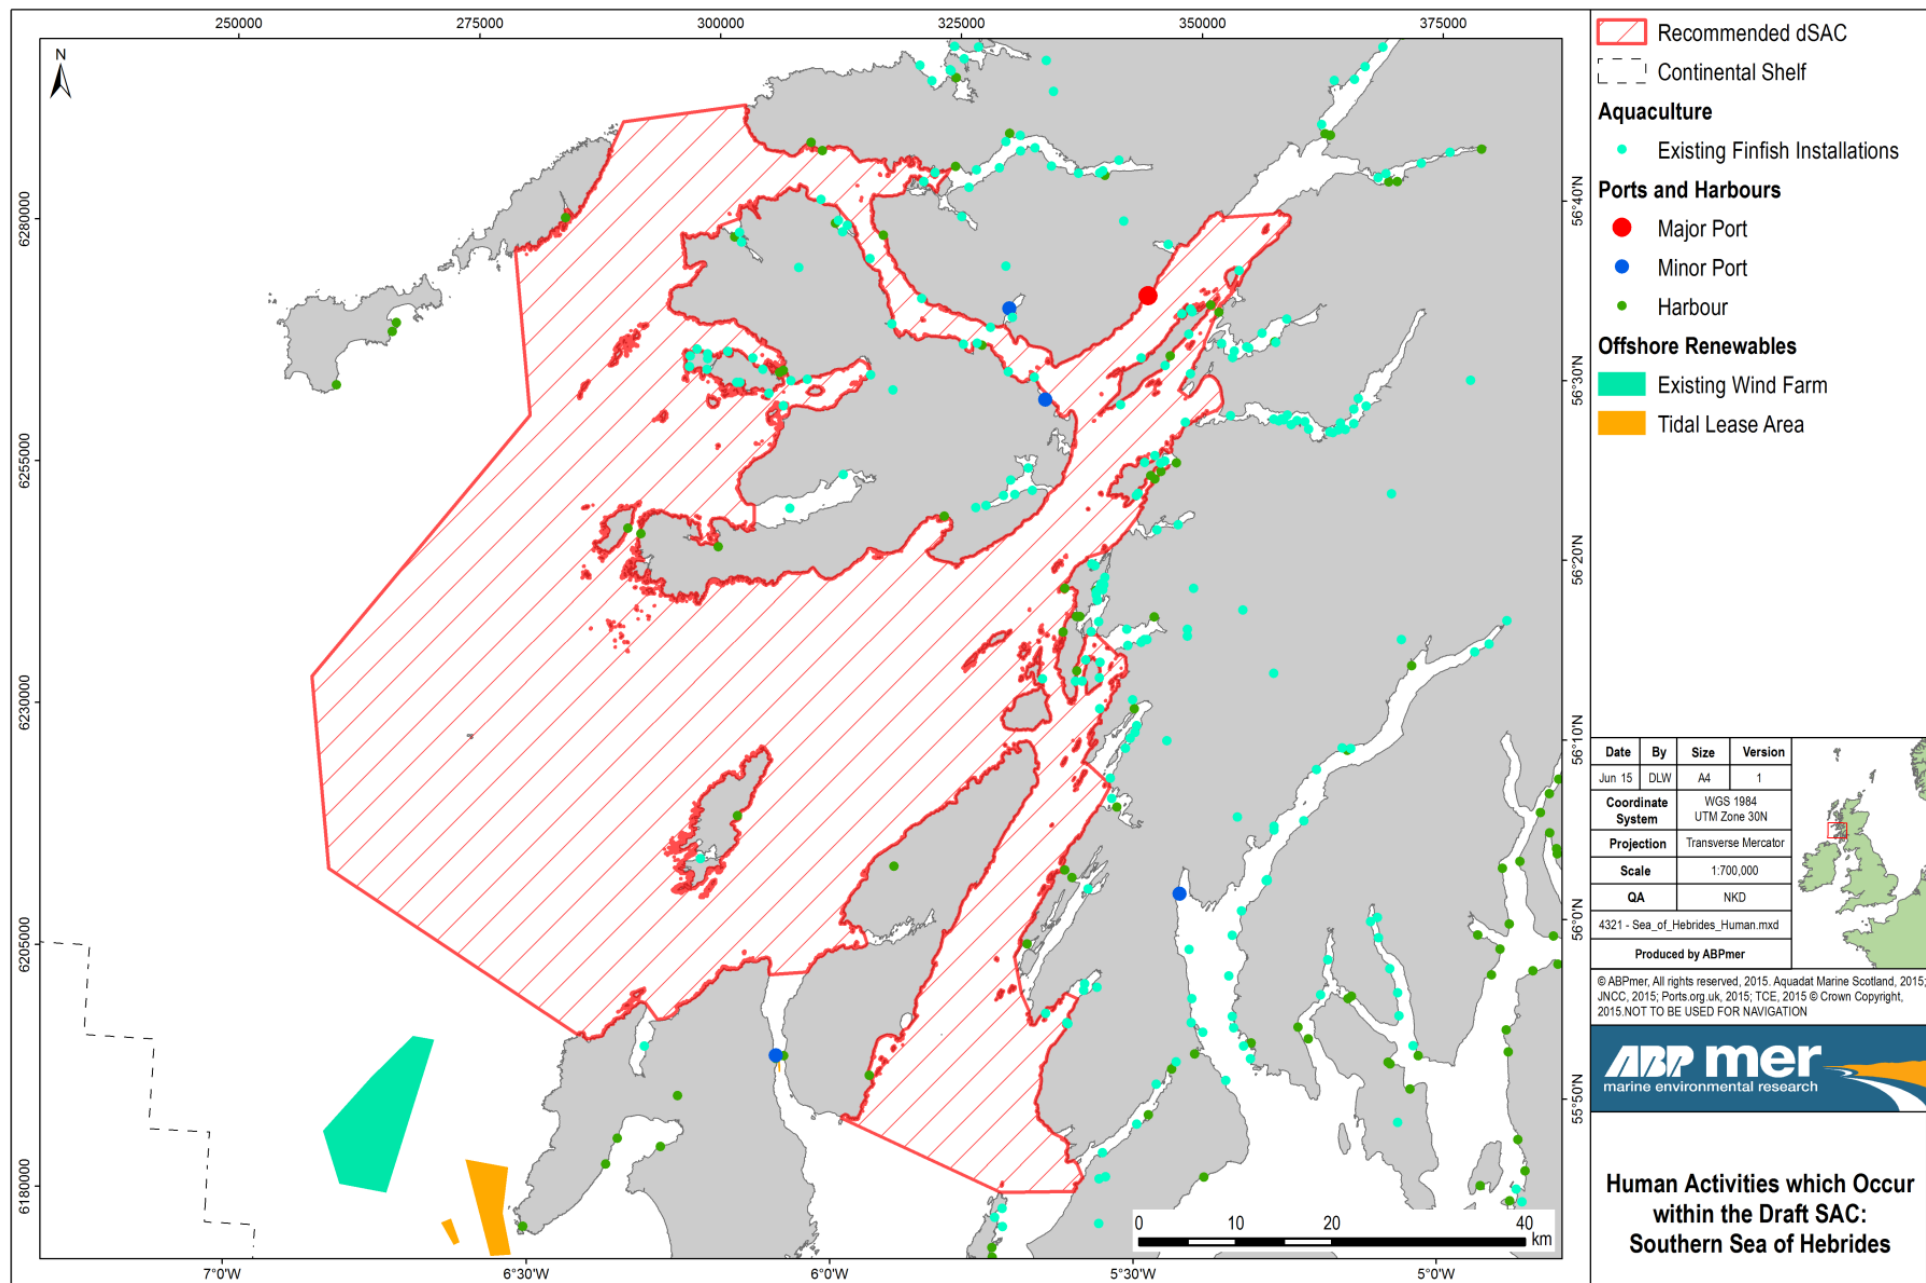 250000 275000 300000 325000 350000 375000
N
6280000
6255000
6230000
6205000
6180000
56°40'N
56°30'N
56°20'N
56°10'N
56°0'N
55°50'N
0 10 20 40
km
7°0'W 6°30'W 6°0'W 5°30'W 5°0'W
Recommended dSAC
Continental Shelf
Aquaculture
Existing Finfish Installations
Ports and Harbours
Major Port
Minor Port
Harbour
Offshore Renewables
Existing Wind Farm
Tidal Lease Area
Date By Size Version
Jun 15 DLW A4 1
Coordinate System WGS 1984 UTM Zone 30N
Projection Transverse Mercator
Scale 1:700,000
QA NKD
4321 - Sea_of_Hebrides_Human.mxd
Produced by ABPmer
© ABPmer, All rights reserved, 2015. Aquadat Marine Scotland, 2015;
JNCC, 2015; Ports.org.uk, 2015; TCE, 2015 © Crown Copyright,
2015.NOT TO BE USED FOR NAVIGATION
ABP mer
marine environmental research
Human Activities which Occur
within the Draft SAC:
Southern Sea of Hebrides